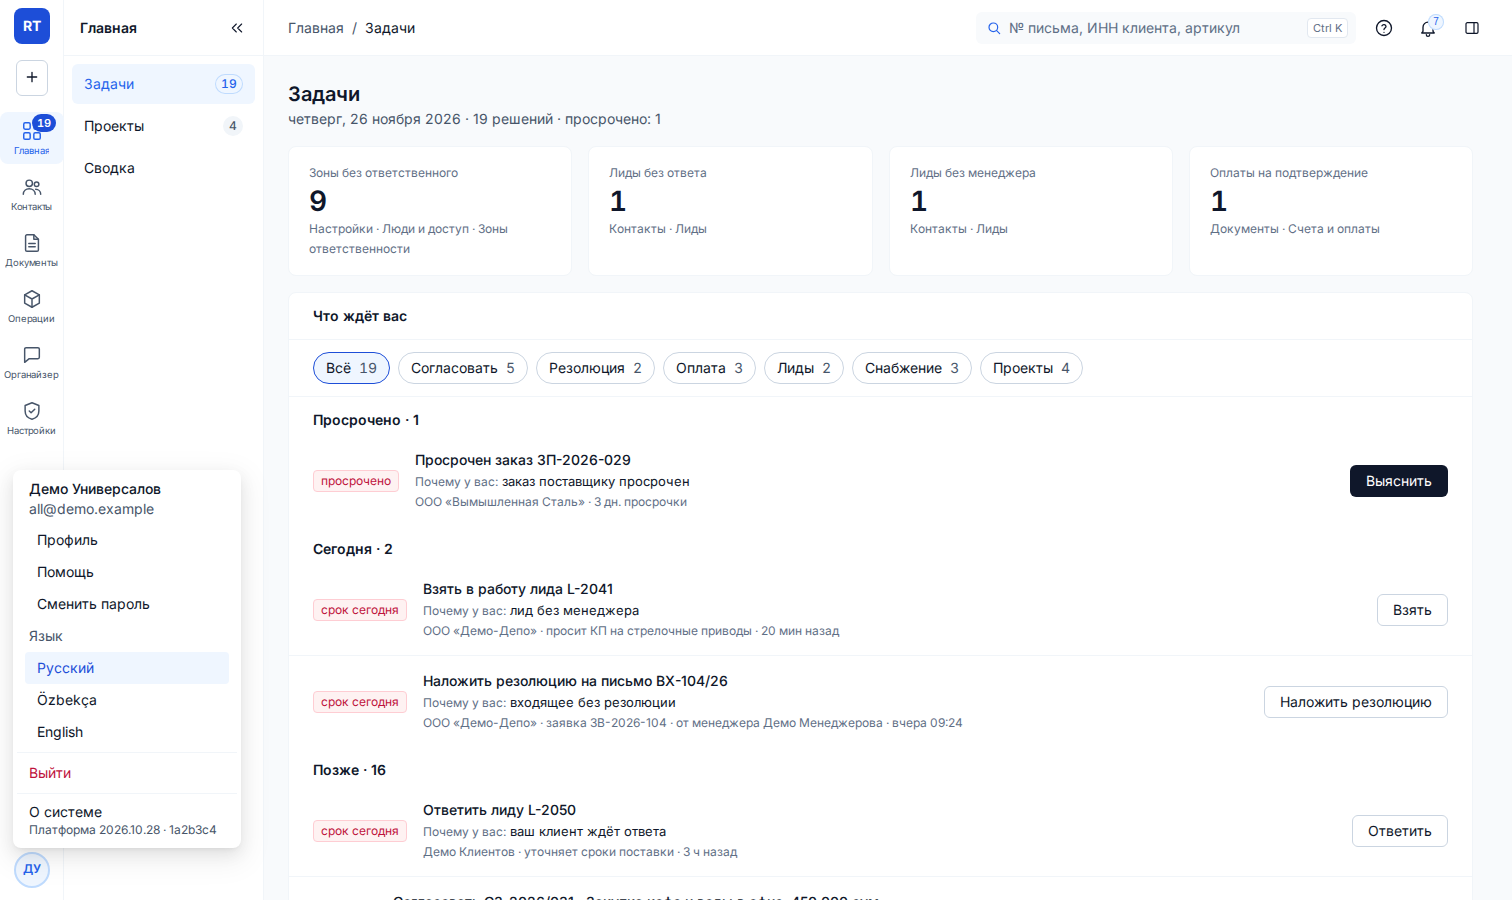 RT
Главная
Главная / Задачи
№ письма, ИНН клиента, артикул
Ctrl K
7
+
19
Главная
Контакты
Документы
Операции
Органайзер
Настройки
Задачи 19
Проекты 4
Сводка
Задачи
четверг, 26 ноября 2026 · 19 решений · просрочено: 1
Зоны без ответственного
9
Настройки · Люди и доступ · Зоны
ответственности
Лиды без ответа
1
Контакты · Лиды
Лиды без менеджера
1
Контакты · Лиды
Оплаты на подтверждение
1
Документы · Счета и оплаты
Что ждёт вас
Всё 19
Согласовать 5
Резолюция 2
Оплата 3
Лиды 2
Снабжение 3
Проекты 4
Просрочено · 1
просрочено
Просрочен заказ ЗП-2026-029
Почему у вас: заказ поставщику просрочен
ООО «Вымышленная Сталь» · 3 дн. просрочки
Выяснить
Сегодня · 2
срок сегодня
Взять в работу лида L-2041
Почему у вас: лид без менеджера
ООО «Демо-Депо» · просит КП на стрелочные приводы · 20 мин назад
Взять
срок сегодня
Наложить резолюцию на письмо ВХ-104/26
Почему у вас: входящее без резолюции
ООО «Демо-Депо» · заявка ЗВ-2026-104 · от менеджера Демо Менеджерова · вчера 09:24
Наложить резолюцию
Позже · 16
срок сегодня
Ответить лиду L-2050
Почему у вас: ваш клиент ждёт ответа
Демо Клиентов · уточняет сроки поставки · 3 ч назад
Ответить
Демо Универсалов
all@demo.example
Профиль
Помощь
Сменить пароль
Язык
Русский
Özbekça
English
Выйти
О системе
Платформа 2026.10.28 · 1a2b3c4
ДУ